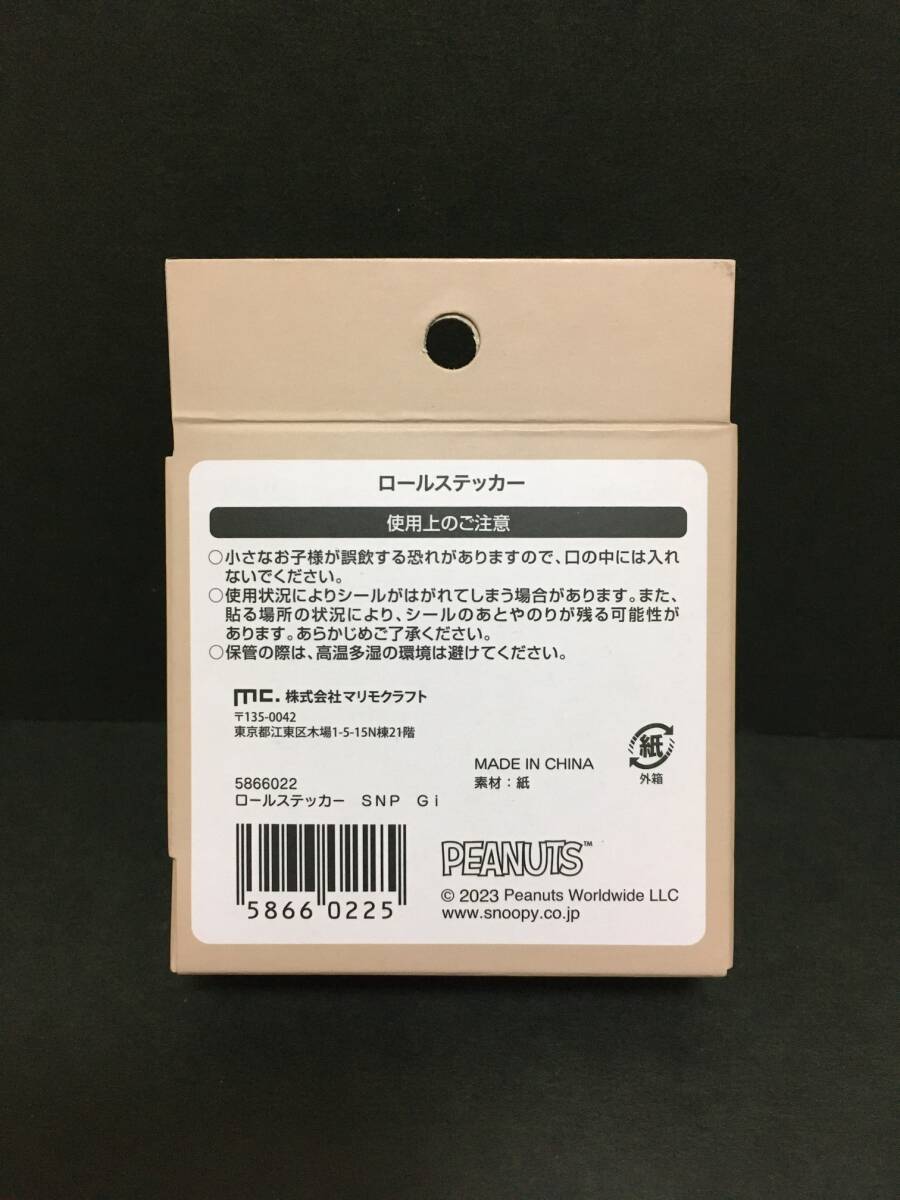 ロールステッカー
使用上のご注意
○小さなお子様が誤飲する恐れがありますので、口の中には入れ
ないでください。
○使用状況によりシールがはがれてしまう場合があります。また、
貼る場所の状況により、シールのあとやのりが残る可能性が
あります。あらかじめご了承ください。
○保管の際は、高温多湿の環境は避けてください。
mc. 株式会社マリモクラフト
〒135-0042
東京都江東区木場1-5-15N棟21階
MADE IN CHINA
素材：紙
紙
外箱
5866022
ロールステッカー　ＳＮＰ　Ｇｉ
5866 0225
PEANUTS™
© 2023 Peanuts Worldwide LLC
www.snoopy.co.jp